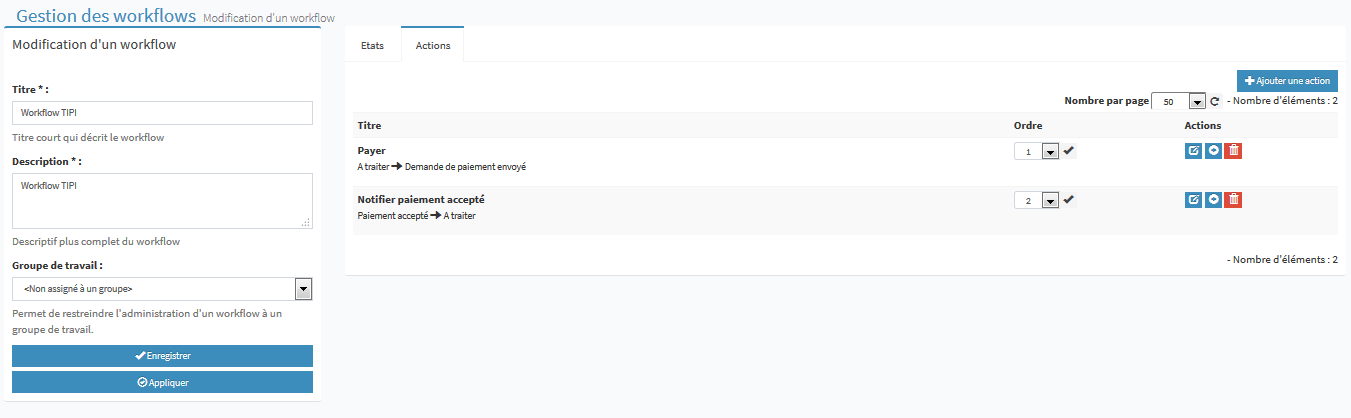 Gestion des workflows Modification d'un workflow
Modification d'un workflow
Titre * :
Workflow TIPI
Titre court qui décrit le workflow
Description * :
Workflow TIPI
Descriptif plus complet du workflow
Groupe de travail :
<Non assigné à un groupe>
Permet de restreindre l'administration d'un workflow à un
groupe de travail.
Enregistrer
Appliquer
Etats Actions
Ajouter une action
Nombre par page 50 - Nombre d'éléments : 2
Titre Ordre Actions
Payer 1
A traiter ➔ Demande de paiement envoyé
Notifier paiement accepté 2
Paiement accepté ➔ A traiter
- Nombre d'éléments : 2